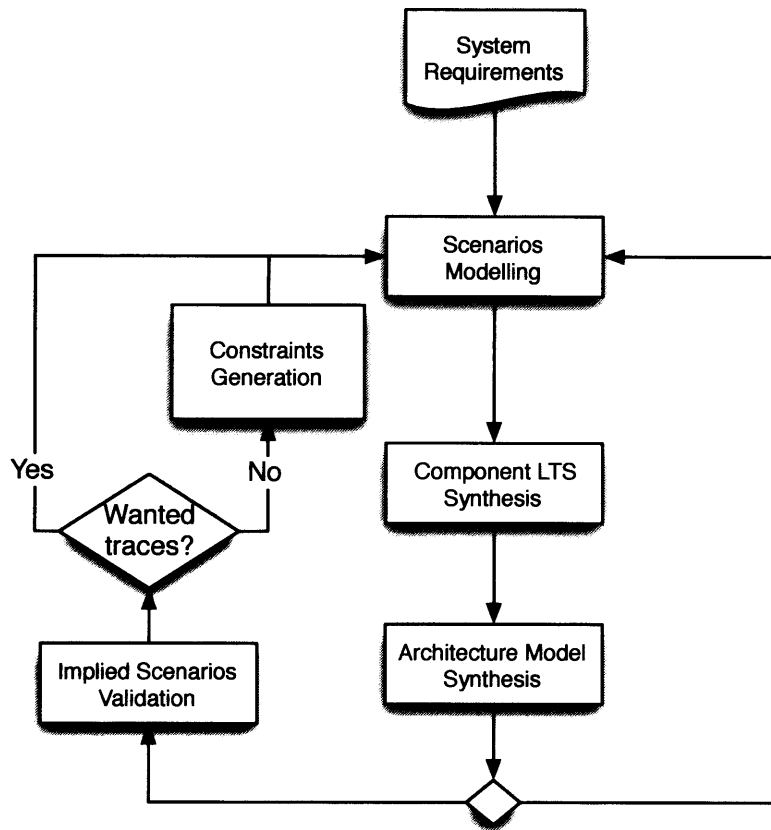 System
Requirements
Scenarios
Modelling
Constraints
Generation
Yes
No
Component LTS
Synthesis
Wanted
traces?
Implied Scenarios
Validation
Architecture Model
Synthesis